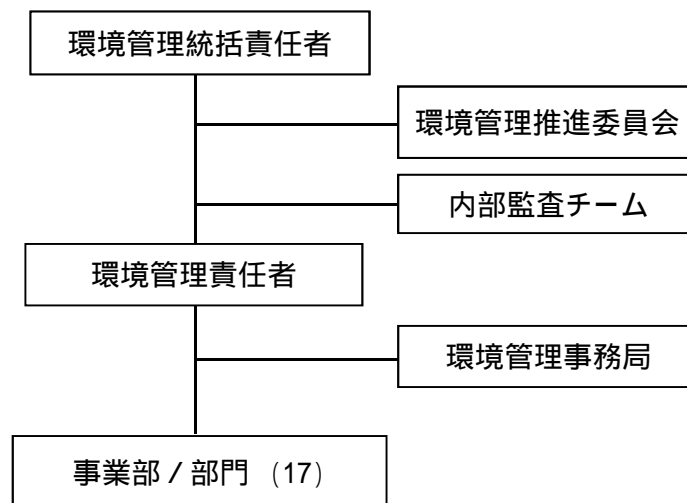 環境管理統括責任者
環境管理推進委員会
内部監査チーム
環境管理責任者
環境管理事務局
事業部 / 部門 (17)